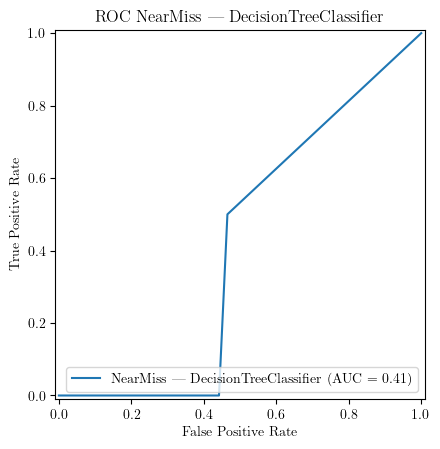 ROC NearMiss — DecisionTreeClassifier
1.0
0.8
0.6
0.4
0.2
0.0
True Positive Rate
NearMiss — DecisionTreeClassifier (AUC = 0.41)
0.0 0.2 0.4 0.6 0.8 1.0
False Positive Rate